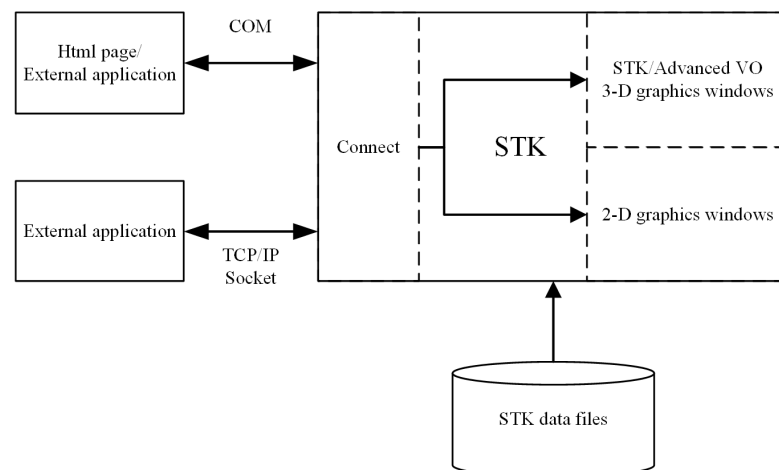 COM
Html page/
External application
STK/Advanced VO
3-D graphics windows
Connect
STK
External application
2-D graphics windows
TCP/IP
Socket
STK data files